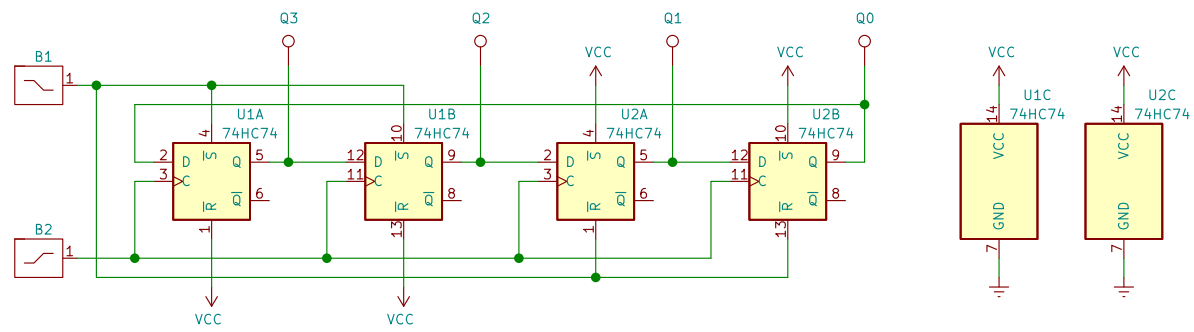 Q3
Q2
Q1
Q0
B1
1
VCC
VCC
VCC
VCC
U1A
74HC74
U1B
74HC74
U2A
74HC74
U2B
74HC74
U1C
74HC74
U2C
74HC74
4
10
4
10
14
14
2
D
S
Q
5
12
D
S
Q
9
2
D
S
Q
5
12
D
S
Q
9
VCC
VCC
3
C
Q
6
11
C
Q
8
3
C
Q
6
11
C
Q
8
R
R
R
R
GND
GND
1
13
1
13
B2
1
7
7
VCC
VCC